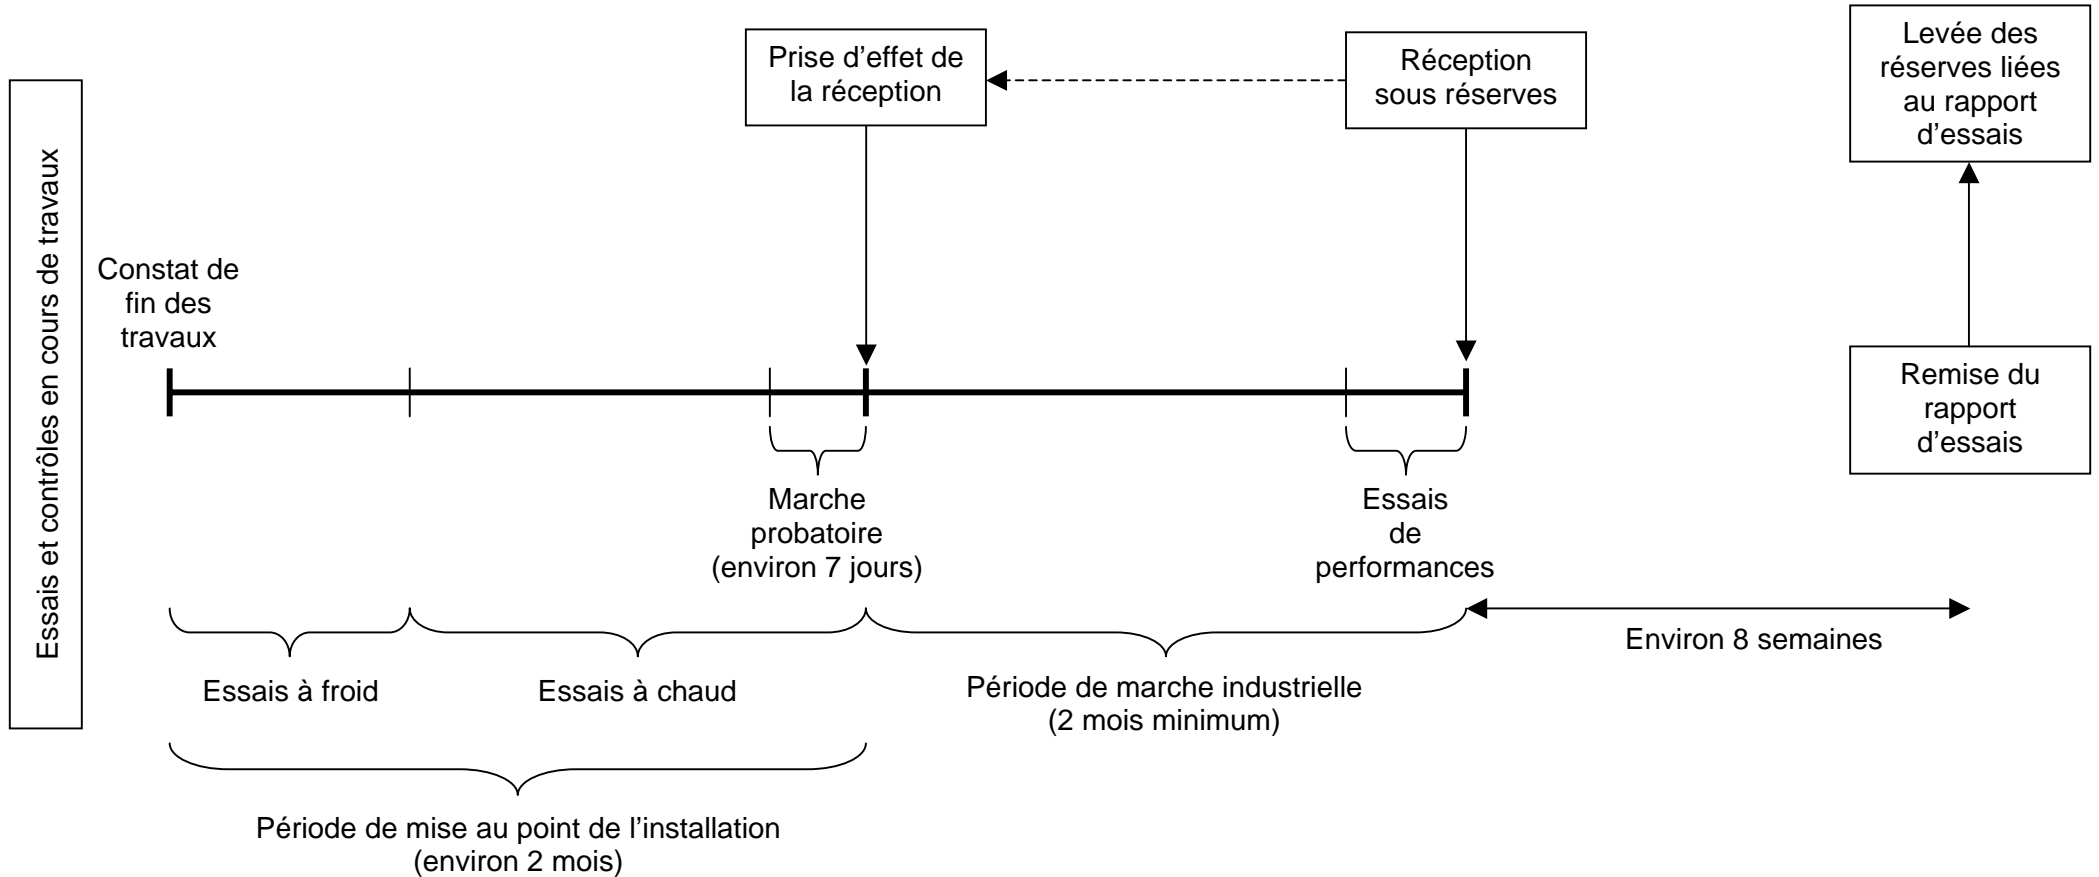 Essais et contrôles en cours de travaux
Prise d’effet de
la réception
Réception
sous réserves
Levée des
réserves liées
au rapport
d’essais
Constat de
fin des
travaux
Remise du
rapport
d’essais
Marche
probatoire
(environ 7 jours)
Essais
de
performances
Environ 8 semaines
Essais à froid
Essais à chaud
Période de marche industrielle
(2 mois minimum)
Période de mise au point de l’installation
(environ 2 mois)